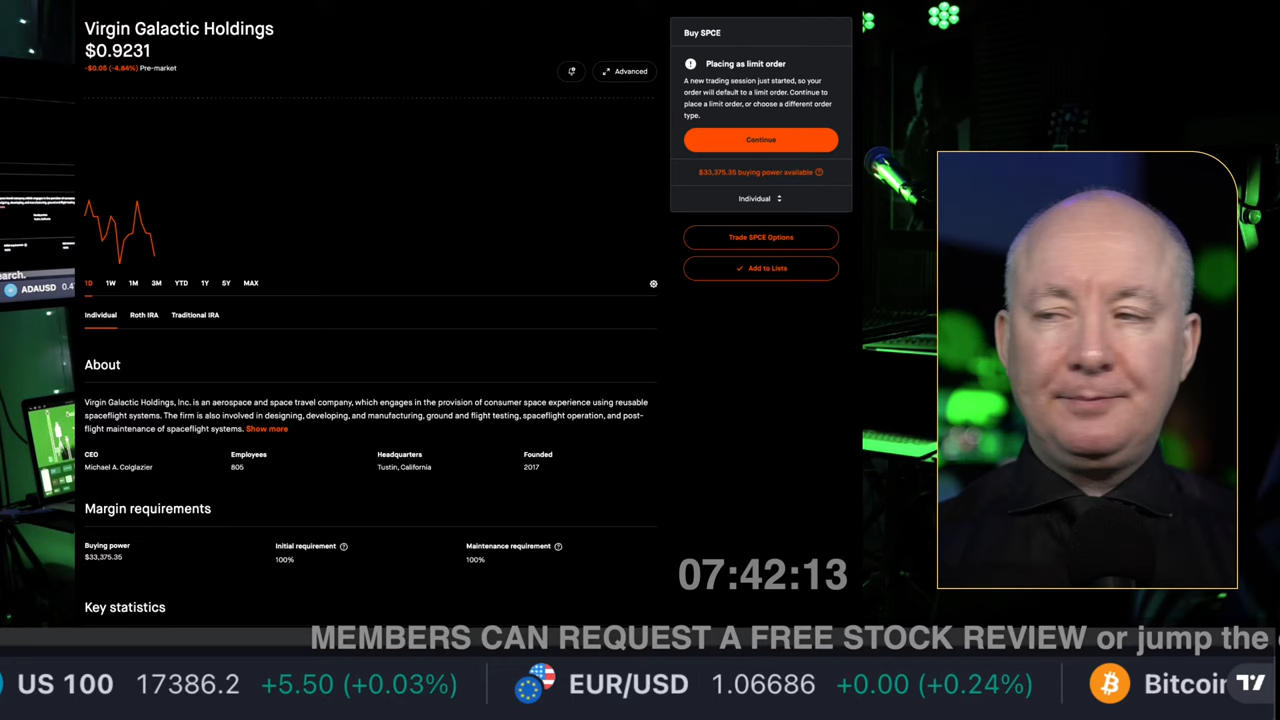 Virgin Galactic Holdings
$0.9231
-$0.05 (-4.84%) Pre-market
Advanced
1D 1W 1M 3M YTD 1Y 5Y MAX
Individual Roth IRA Traditional IRA
About
Virgin Galactic Holdings, Inc. is an aerospace and space travel company, which engages in the provision of consumer space experience using reusable
spaceflight systems. The firm is also involved in designing, developing, and manufacturing, ground and flight testing, spaceflight operation, and post-
flight maintenance of spaceflight systems. Show more
CEO Employees Headquarters Founded
Michael A. Colglazier 805 Tustin, California 2017
Margin requirements
Buying power Initial requirement Maintenance requirement
$33,375.35 100% 100%
Key statistics
Buy SPCE
Placing as limit order
A new trading session just started, so your
order will default to a limit order. Continue to
place a limit order, or choose a different order
type.
Continue
$33,375.35 buying power available
Individual
Trade SPCE Options
Add to Lists
earch.
ADAUSD 0.4
07:42:13
MEMBERS CAN REQUEST A FREE STOCK REVIEW or jump the
US 100 17386.2 +5.50 (+0.03%) EUR/USD 1.06686 +0.00 (+0.24%) Bitcoin